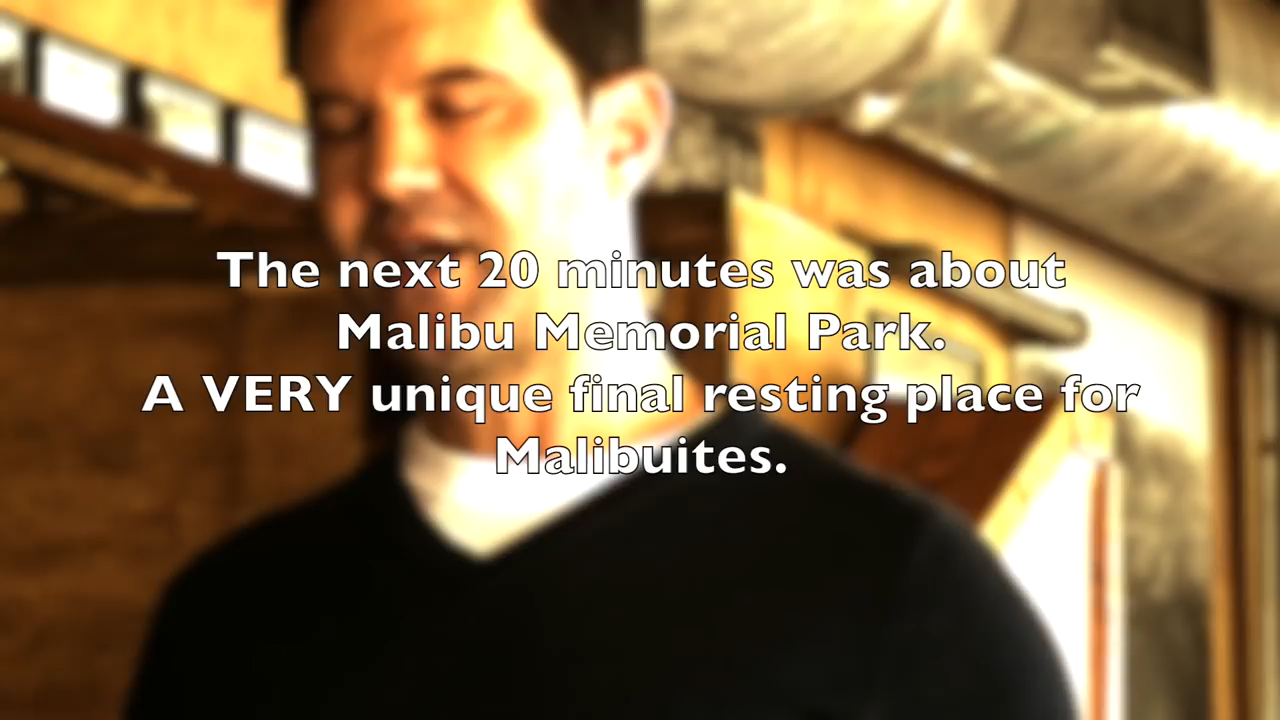 The next 20 minutes was about
Malibu Memorial Park.
A VERY unique final resting place for
Malibuites.